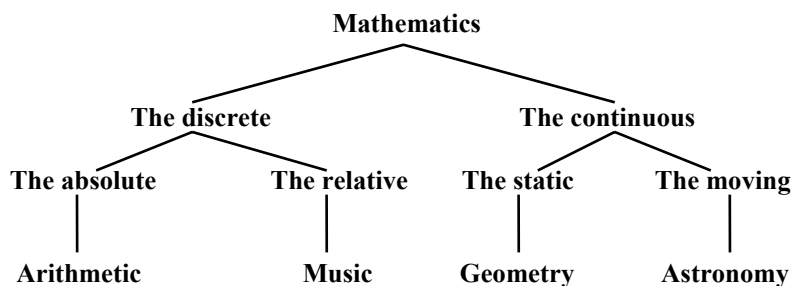 Mathematics
The discrete The continuous
The absolute The relative The static The moving
Arithmetic Music Geometry Astronomy